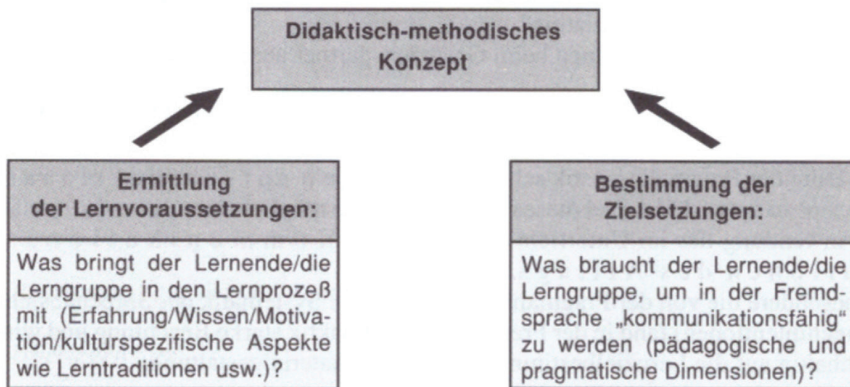 Didaktisch-methodisches
Konzept
Ermittlung
der Lernvoraussetzungen:
Was bringt der Lernende/die
Lerngruppe in den Lernprozeß
mit (Erfahrung/Wissen/Motiva-
tion/kulturspezifische Aspekte
wie Lerntraditionen usw.)?
Bestimmung der
Zielsetzungen:
Was braucht der Lernende/die
Lerngruppe, um in der Fremd-
sprache „kommunikationsfähig"
zu werden (pädagogische und
pragmatische Dimensionen)?